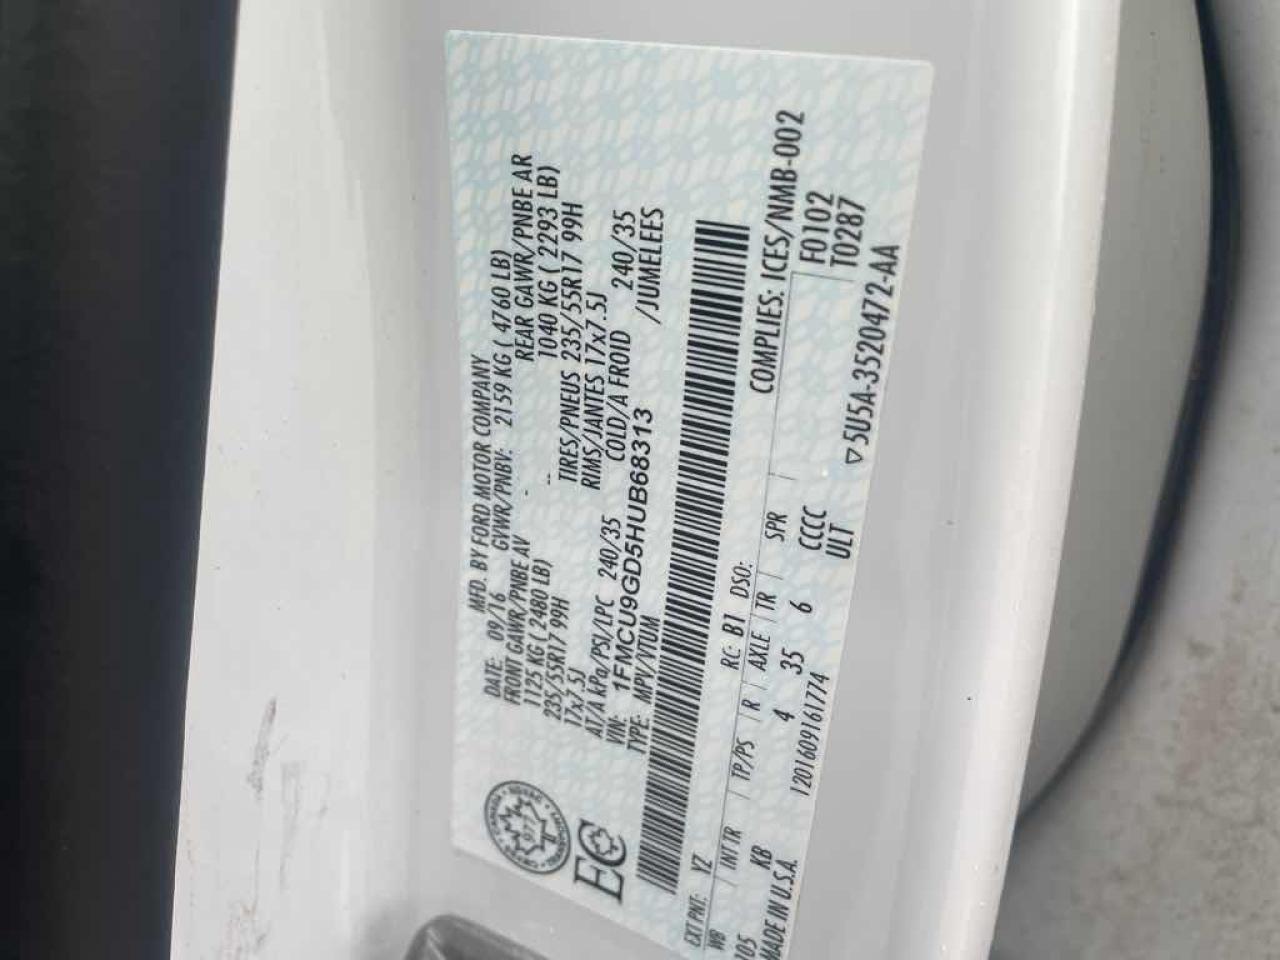 MFD. BY FORD MOTOR COMPANY
DATE: 09/16 GVWR/PNBV: 2159 KG ( 4760 LB)
FRONT GAWR/PNBE AV - REAR GAWR/PNBE AR
1125 KG ( 2480 LB) -- 1040 KG ( 2293 LB)
235/55R17 99H TIRES/PNEUS 235/55R17 99H
17x7.5J RIMS/JANTES 17x7.5J
AT/A kPa/PSI/LPC 240/35 COLD/A FROID 240/35
VIN: 1FMCU9GD5HUB68313 /JUMELEES
TYPE: MPV/VTUM
CANADA
977
EC
EXT PNT: YZ RC: B1 DSO: COMPLIES: ICES/NMB-002
WB INT TR TP/PS R AXLE TR SPR F0102
105 KB 4 35 6 CCCC T0287
MADE IN U.S.A. 1201609161774 ULT
5U5A-3520472-AA